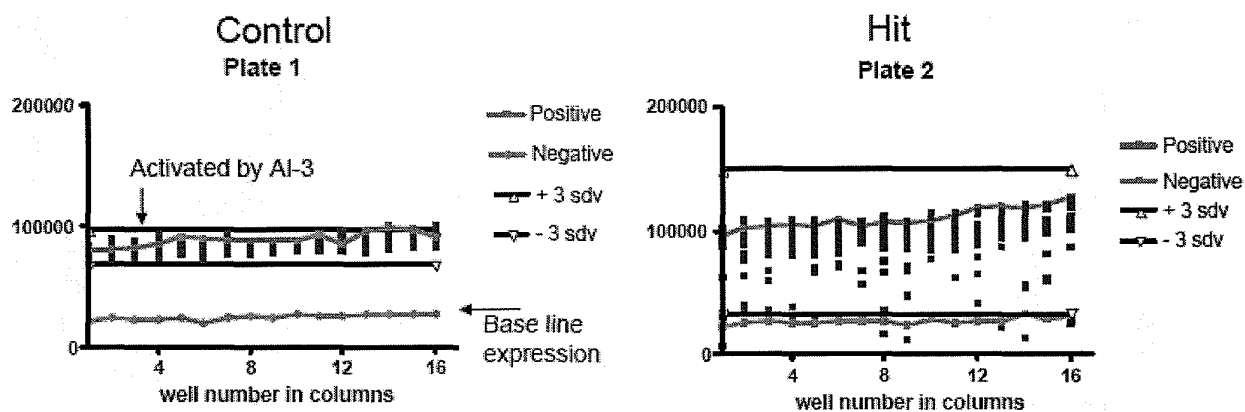 Control
Plate 1
200000
100000
0
Activated by AI-3
Positive
Negative
+ 3 sdv
- 3 sdv
Base line
expression
4
8
12
16
well number in columns
Hit
Plate 2
200000
100000
0
Positive
Negative
+ 3 sdv
- 3 sdv
4
8
12
16
well number in columns